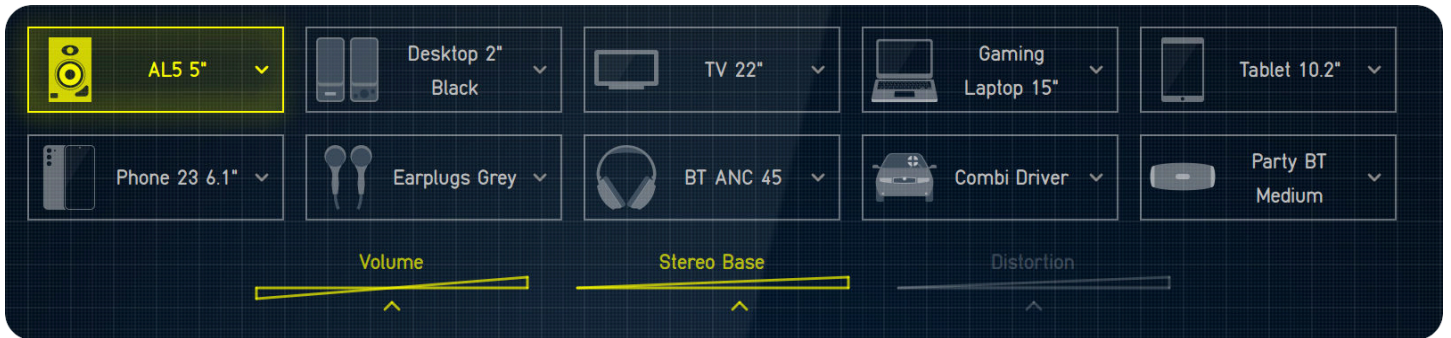 AL5 5"
Desktop 2"
Black
TV 22"
Gaming
Laptop 15"
Tablet 10.2"
Phone 23 6.1"
Earplugs Grey
BT ANC 45
Combi Driver
Party BT
Medium
Volume
Stereo Base
Distortion